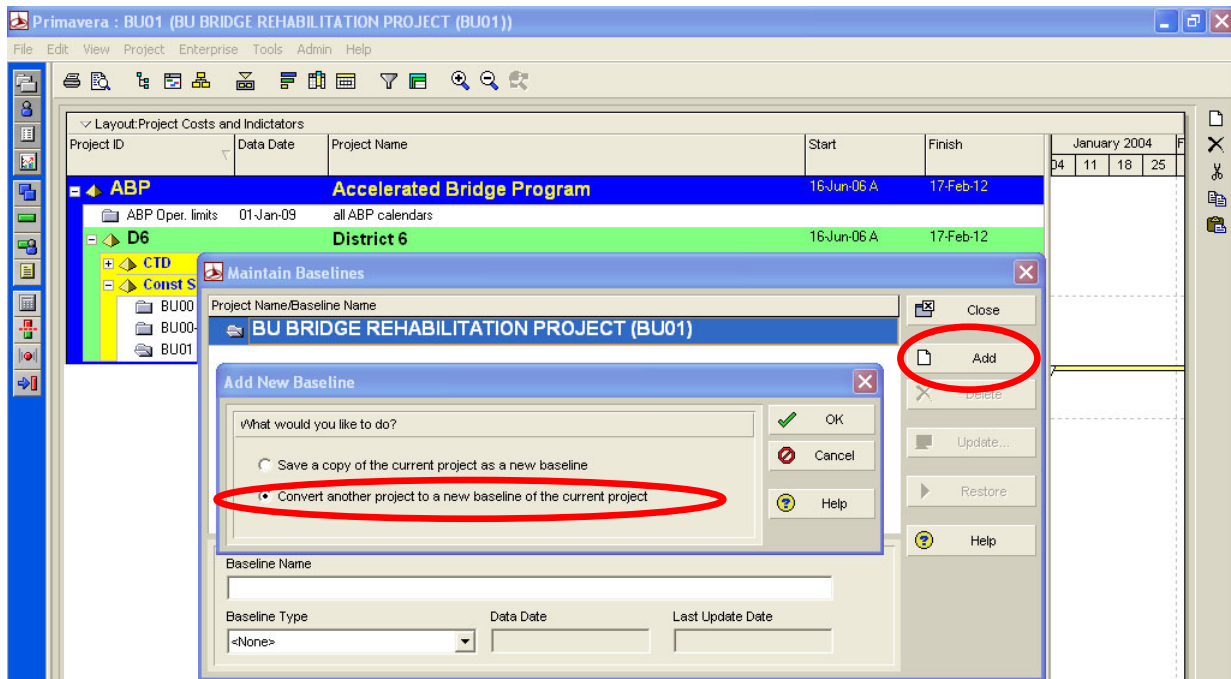 Primavera : BU01 (BU BRIDGE REHABILITATION PROJECT (BU01))
File Edit View Project Enterprise Tools Admin Help
Layout:Project Costs and Indictators
Project ID Data Date Project Name Start Finish
January 2004 F
04 11 18 25
ABP Accelerated Bridge Program 16-Jun-06 A 17-Feb-12
ABP Oper. limits 01-Jan-09 all ABP calendars
D6 District 6 16-Jun-06 A 17-Feb-12
CTD
Const S
BU00
BU00-
BU01
Maintain Baselines
Project Name/Baseline Name
BU BRIDGE REHABILITATION PROJECT (BU01)
Close
Add
Delete
Update...
Restore
Help
Add New Baseline
What would you like to do?
Save a copy of the current project as a new baseline
Convert another project to a new baseline of the current project
OK
Cancel
Help
Baseline Name
Baseline Type Data Date Last Update Date
<None>